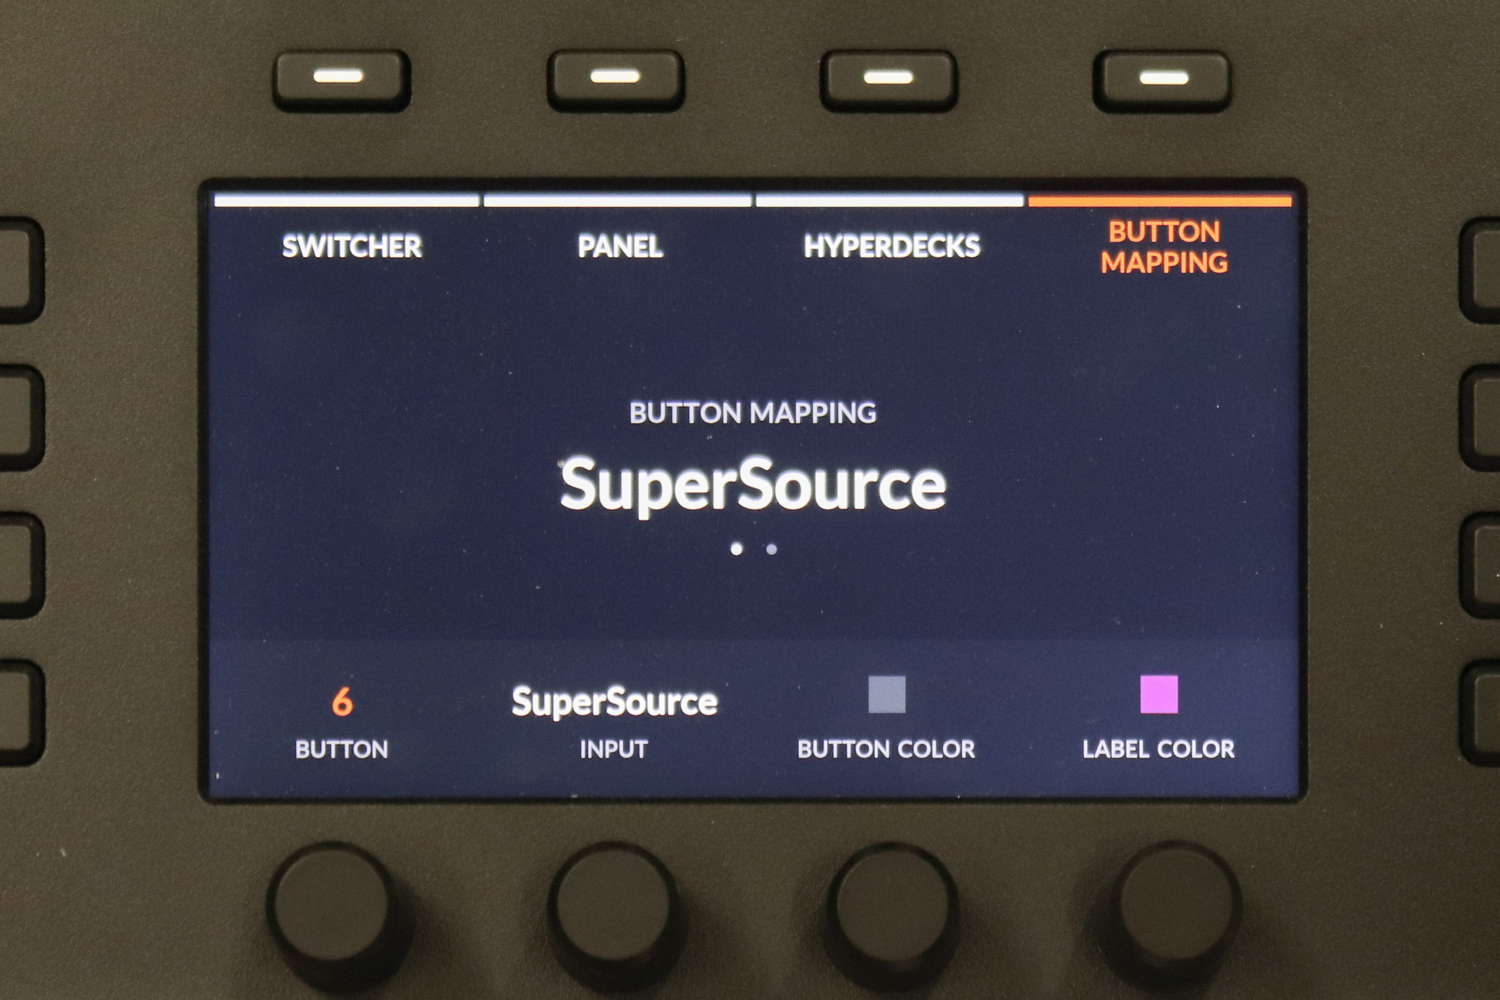 SWITCHER
PANEL
HYPERDECKS
BUTTON
MAPPING
BUTTON MAPPING
SuperSource
6
BUTTON
SuperSource
INPUT
BUTTON COLOR
LABEL COLOR